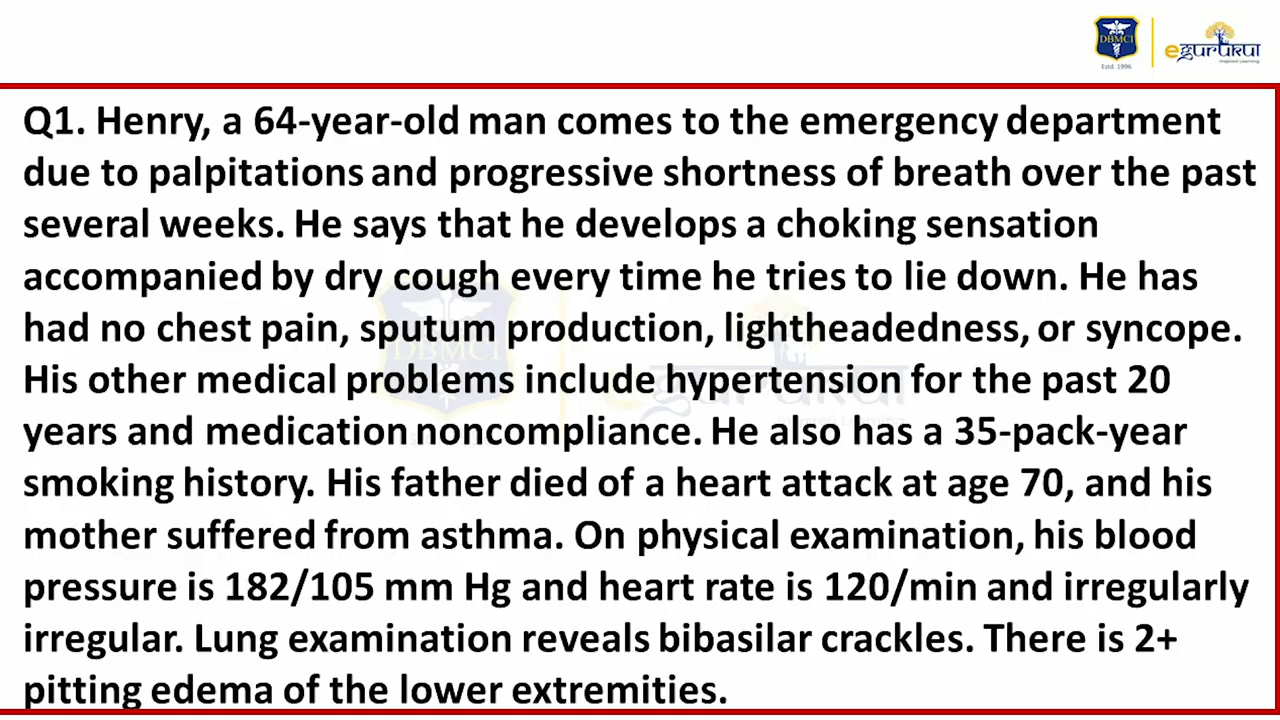 DBMCI
Estd. 1996
eGurukul
Inspired Learning
Q1. Henry, a 64-year-old man comes to the emergency department
due to palpitations and progressive shortness of breath over the past
several weeks. He says that he develops a choking sensation
accompanied by dry cough every time he tries to lie down. He has
had no chest pain, sputum production, lightheadedness, or syncope.
His other medical problems include hypertension for the past 20
years and medication noncompliance. He also has a 35-pack-year
smoking history. His father died of a heart attack at age 70, and his
mother suffered from asthma. On physical examination, his blood
pressure is 182/105 mm Hg and heart rate is 120/min and irregularly
irregular. Lung examination reveals bibasilar crackles. There is 2+
pitting edema of the lower extremities.